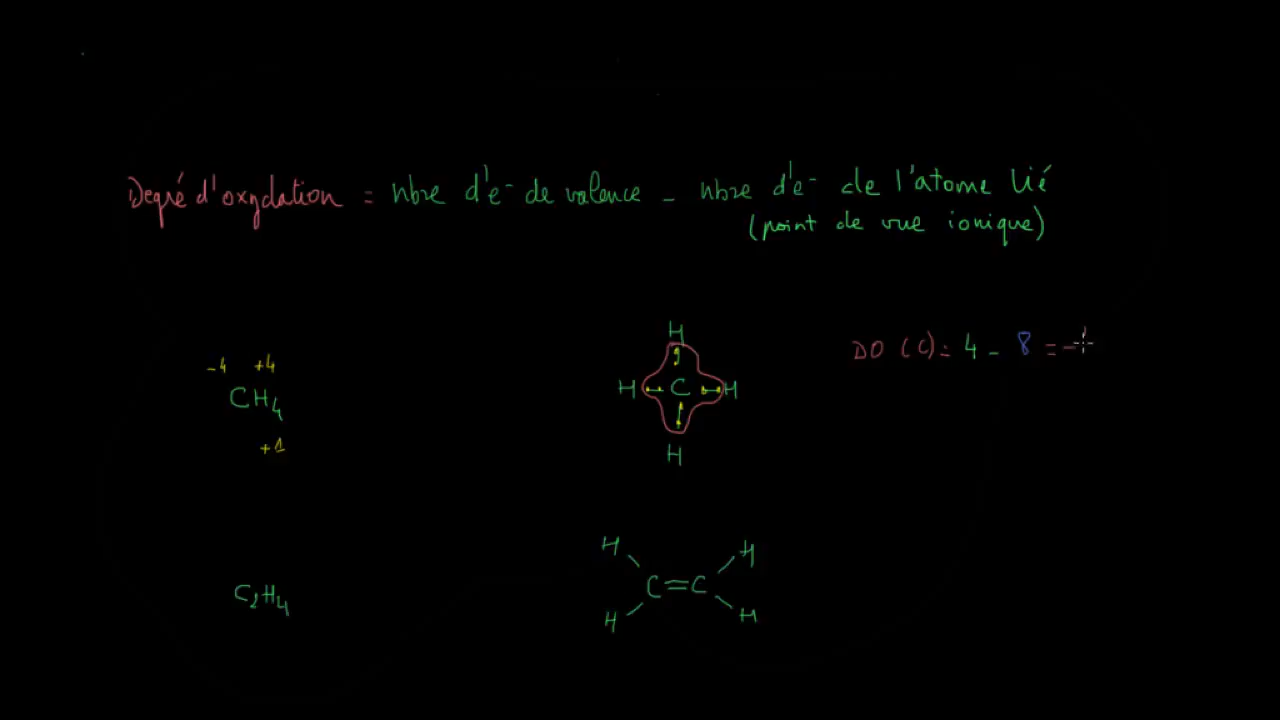 Degré d'oxydation = nbre d'e- de valence - nbre d'e- de l'atome lié
(point de vue ionique)
-4 +4
CH4
+1
H
H C H
H
DO (C) = 4 - 8 = -
C2H4
H H
C=C
H H